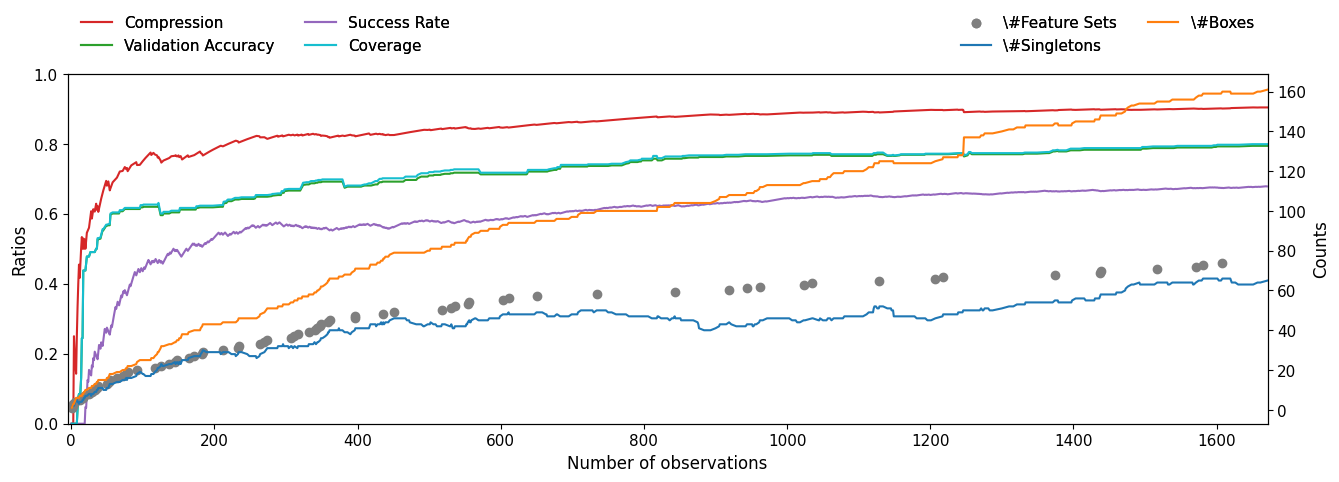 Compression Success Rate \#Feature Sets \#Boxes
Validation Accuracy Coverage \#Singletons
1.0
0.8
0.6
0.4
0.2
0.0
Ratios
160
140
120
100
80
60
40
20
0
Counts
0 200 400 600 800 1000 1200 1400 1600
Number of observations